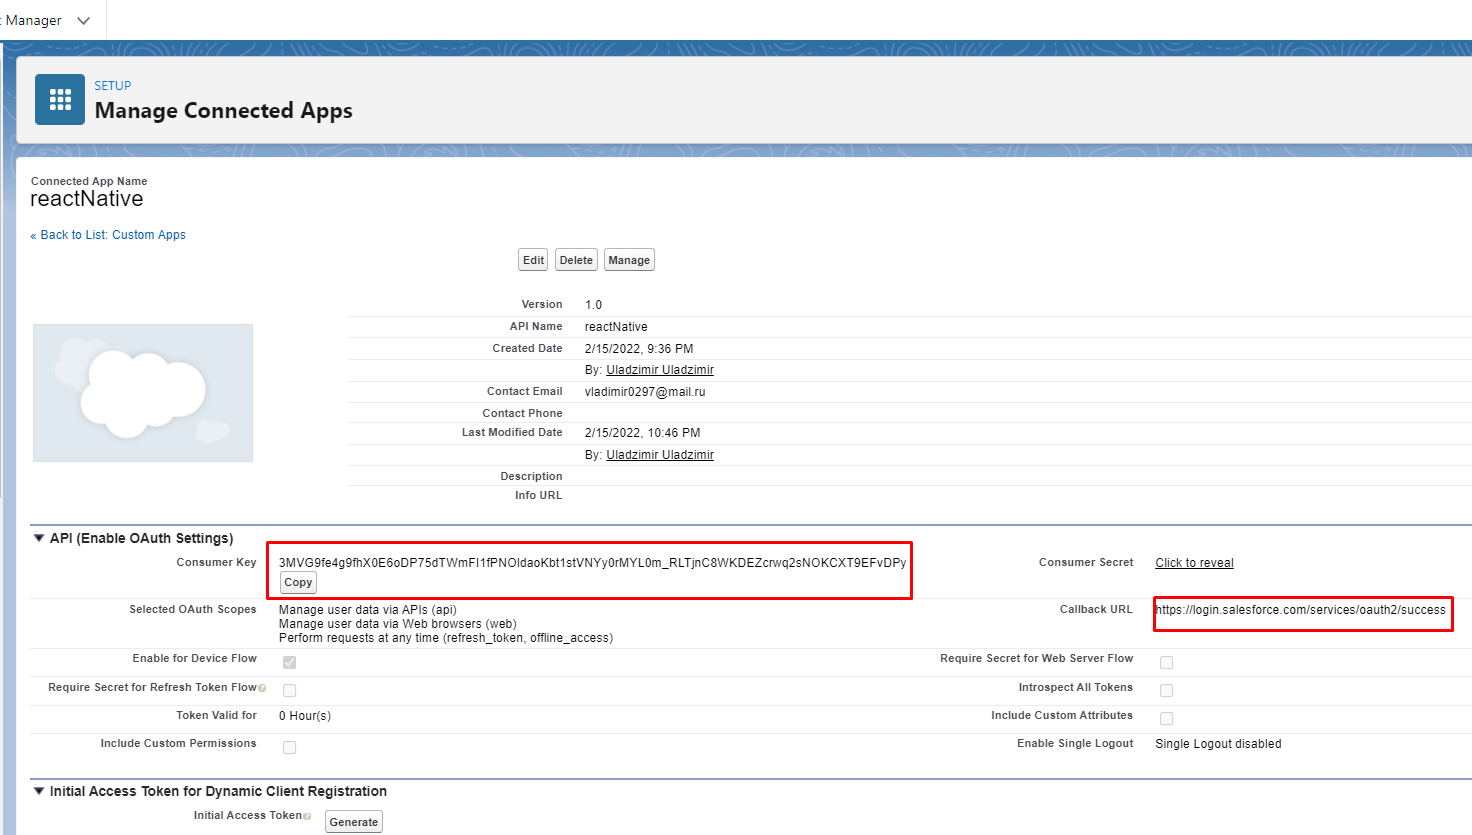 t Manager
SETUP
Manage Connected Apps
Connected App Name
reactNative
« Back to List: Custom Apps
Edit Delete Manage
Version 1.0
API Name reactNative
Created Date 2/15/2022, 9:36 PM
By: Uladzimir Uladzimir
Contact Email vladimir0297@mail.ru
Contact Phone
Last Modified Date 2/15/2022, 10:46 PM
By: Uladzimir Uladzimir
Description
Info URL
API (Enable OAuth Settings)
Consumer Key 3MVG9fe4g9fhX0E6oDP75dTWmFI1fPNOldaoKbt1stVNYy0rMYL0m_RLTjnC8WKDEZcrwq2sNOKCXT9EFvDPy Consumer Secret Click to reveal
Copy
Selected OAuth Scopes Manage user data via APIs (api) Callback URL https://login.salesforce.com/services/oauth2/success
Manage user data via Web browsers (web)
Perform requests at any time (refresh_token, offline_access)
Enable for Device Flow Require Secret for Web Server Flow
Require Secret for Refresh Token Flow Introspect All Tokens
Token Valid for 0 Hour(s) Include Custom Attributes
Include Custom Permissions Enable Single Logout Single Logout disabled
Initial Access Token for Dynamic Client Registration
Initial Access Token Generate